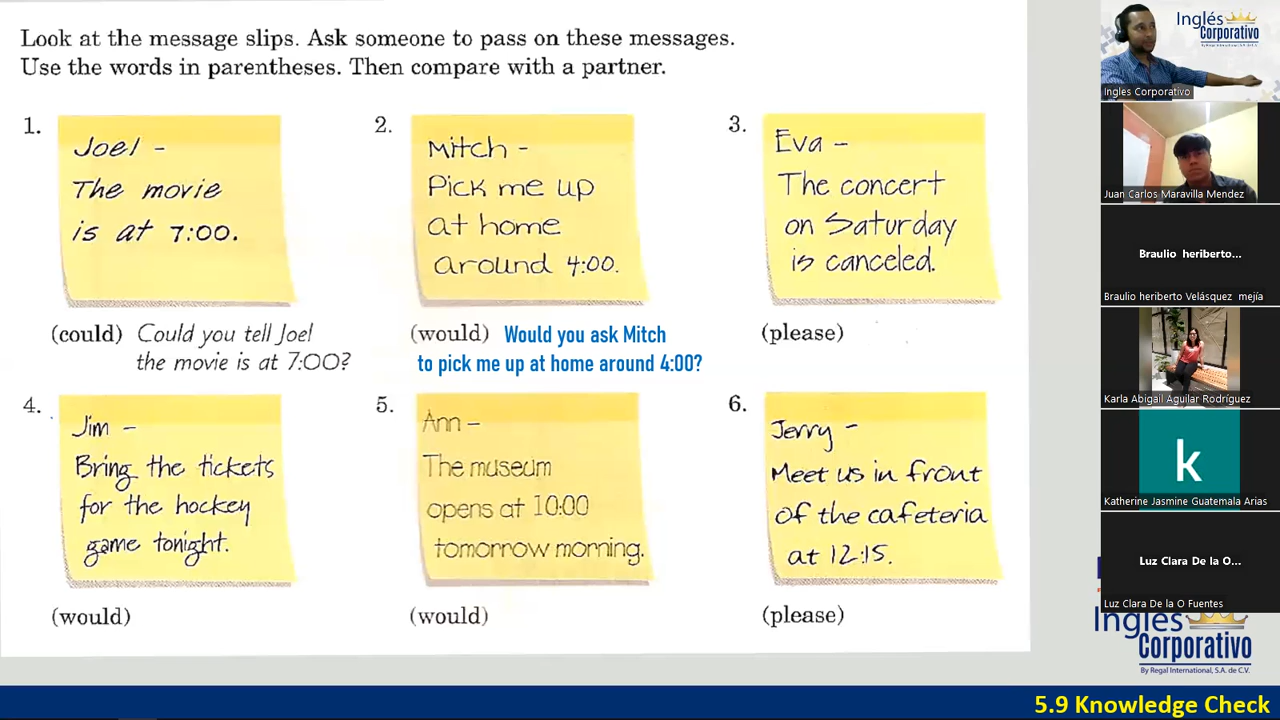 Look at the message slips. Ask someone to pass on these messages.
Use the words in parentheses. Then compare with a partner.
1.
Joel -
The movie
is at 7:00.
(could) Could you tell Joel
the movie is at 7:00?
2.
Mitch -
Pick me up
at home
around 4:00.
(would) Would you ask Mitch
to pick me up at home around 4:00?
3.
Eva -
The concert
on Saturday
is canceled.
(please)
4.
Jim -
Bring the tickets
for the hockey
game tonight.
(would)
5.
Ann -
The museum
opens at 10:00
tomorrow morning.
(would)
6.
Jerry -
Meet us in front
of the cafeteria
at 12:15.
(please)
Inglés
Corporativo
By Regal International, S.A. de C.V.
Ingles Corporativo
Juan Carlos Maravilla Mendez
Braulio heriberto...
Braulio heriberto Velásquez mejía
Karla Abigail Aguilar Rodríguez
k
Katherine Jasmine Guatemala Arias
Luz Clara De la O...
Luz Clara De la O Fuentes
Inglés
Corporativo
By Regal International, S.A. de C.V.
5.9 Knowledge Check